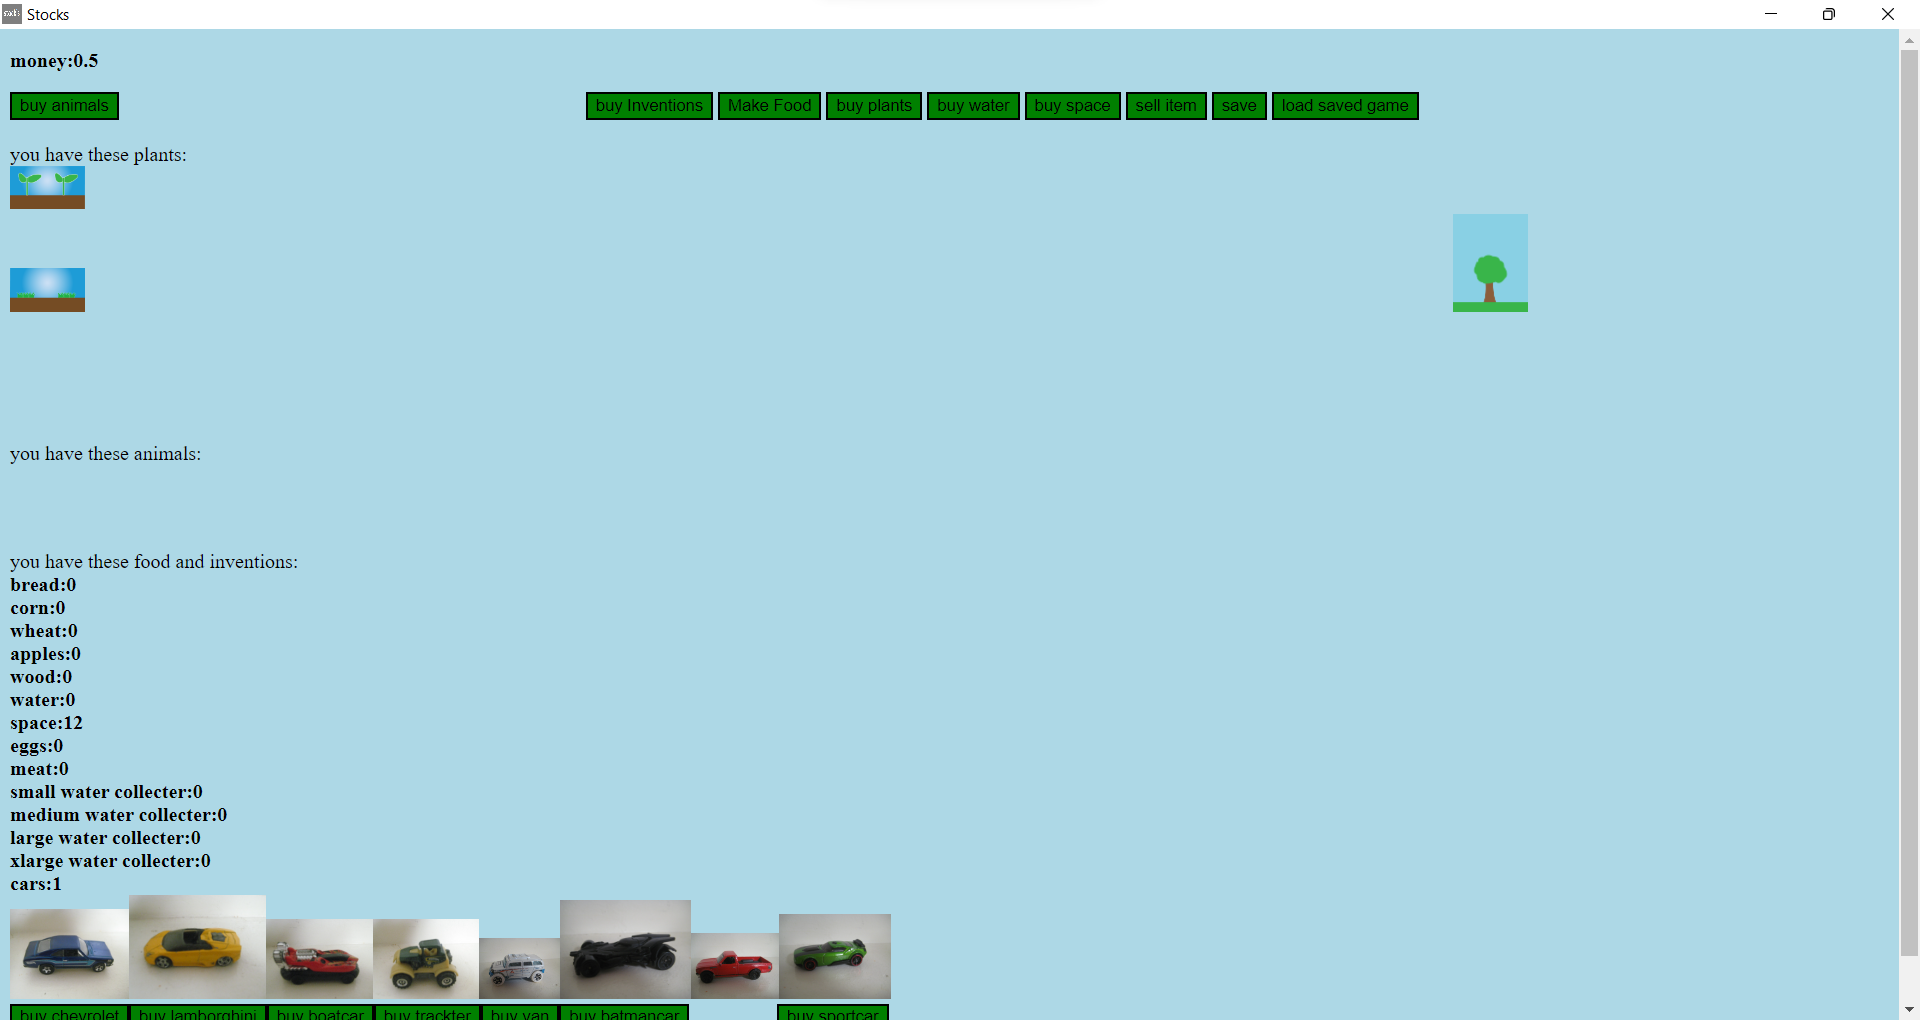 Stocks
money:0.5
buy animals buy Inventions Make Food buy plants buy water buy space sell item save load saved game
you have these plants:
you have these animals:
you have these food and inventions:
bread:0
corn:0
wheat:0
apples:0
wood:0
water:0
space:12
eggs:0
meat:0
small water collecter:0
medium water collecter:0
large water collecter:0
xlarge water collecter:0
cars:1
buy chevrolet buy lamborghini buy boatcar buy trackter buy van buy batmancar buy sportcar